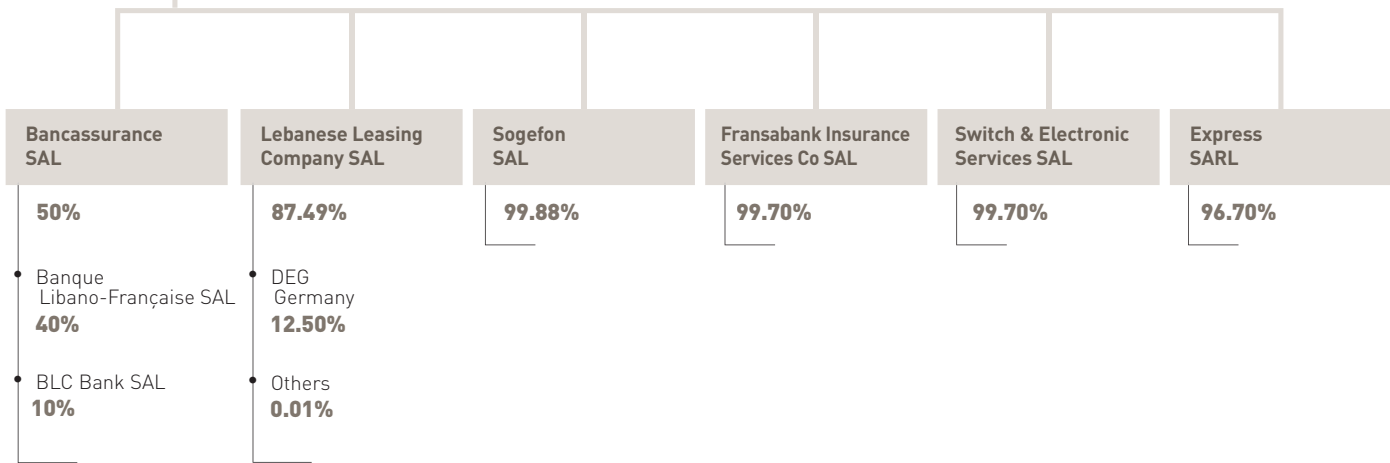 Bancassurance
SAL
50%
Banque
Libano-Française SAL
40%
BLC Bank SAL
10%
Lebanese Leasing
Company SAL
87.49%
DEG
Germany
12.50%
Others
0.01%
Sogefon
SAL
99.88%
Fransabank Insurance
Services Co SAL
99.70%
Switch & Electronic
Services SAL
99.70%
Express
SARL
96.70%